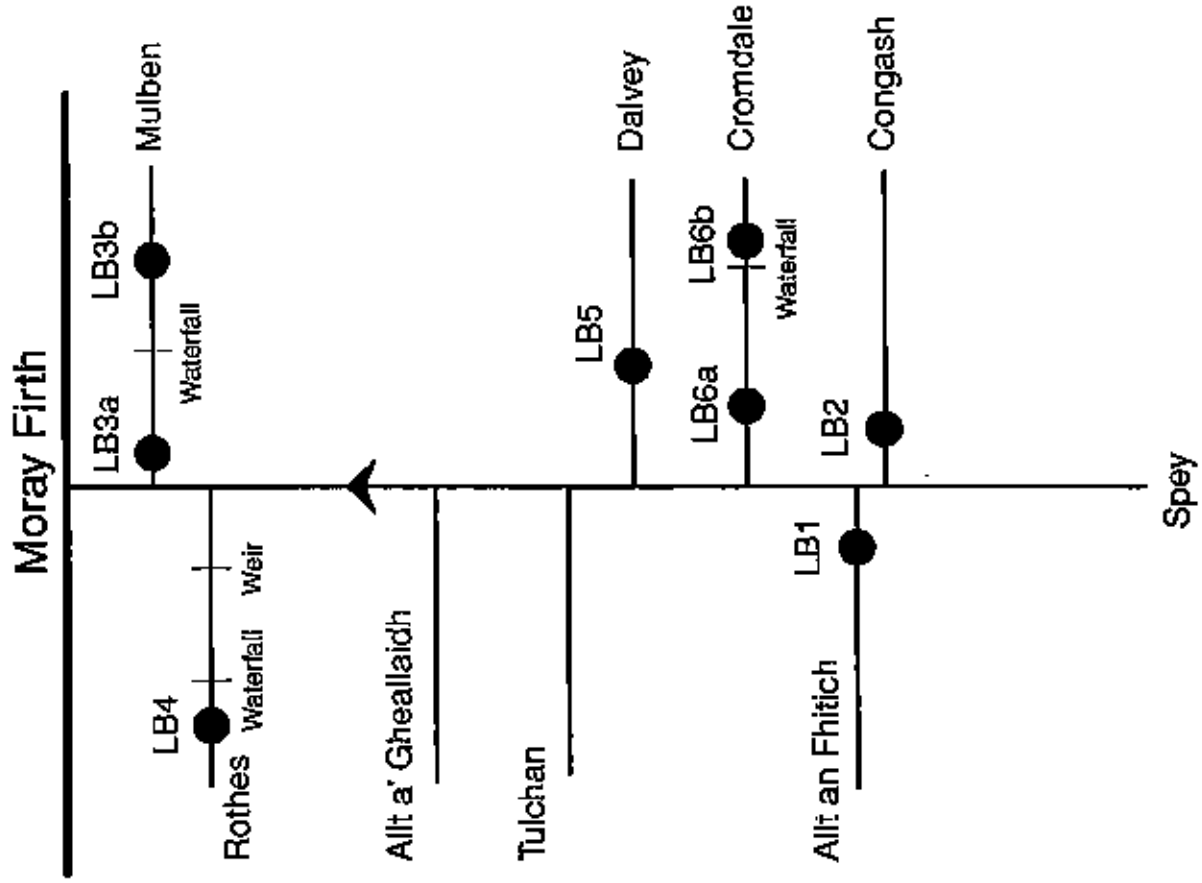 Moray Firth
Mulben
LB3a
LB3b
Waterfall
LB4
Waterfall
Weir
Rothes
Allt a' Gheallaidh
Tulchan
LB5
Dalvey
LB6a
LB6b
Waterfall
Cromdale
LB1
Allt an Fhitich
LB2
Congash
Spey